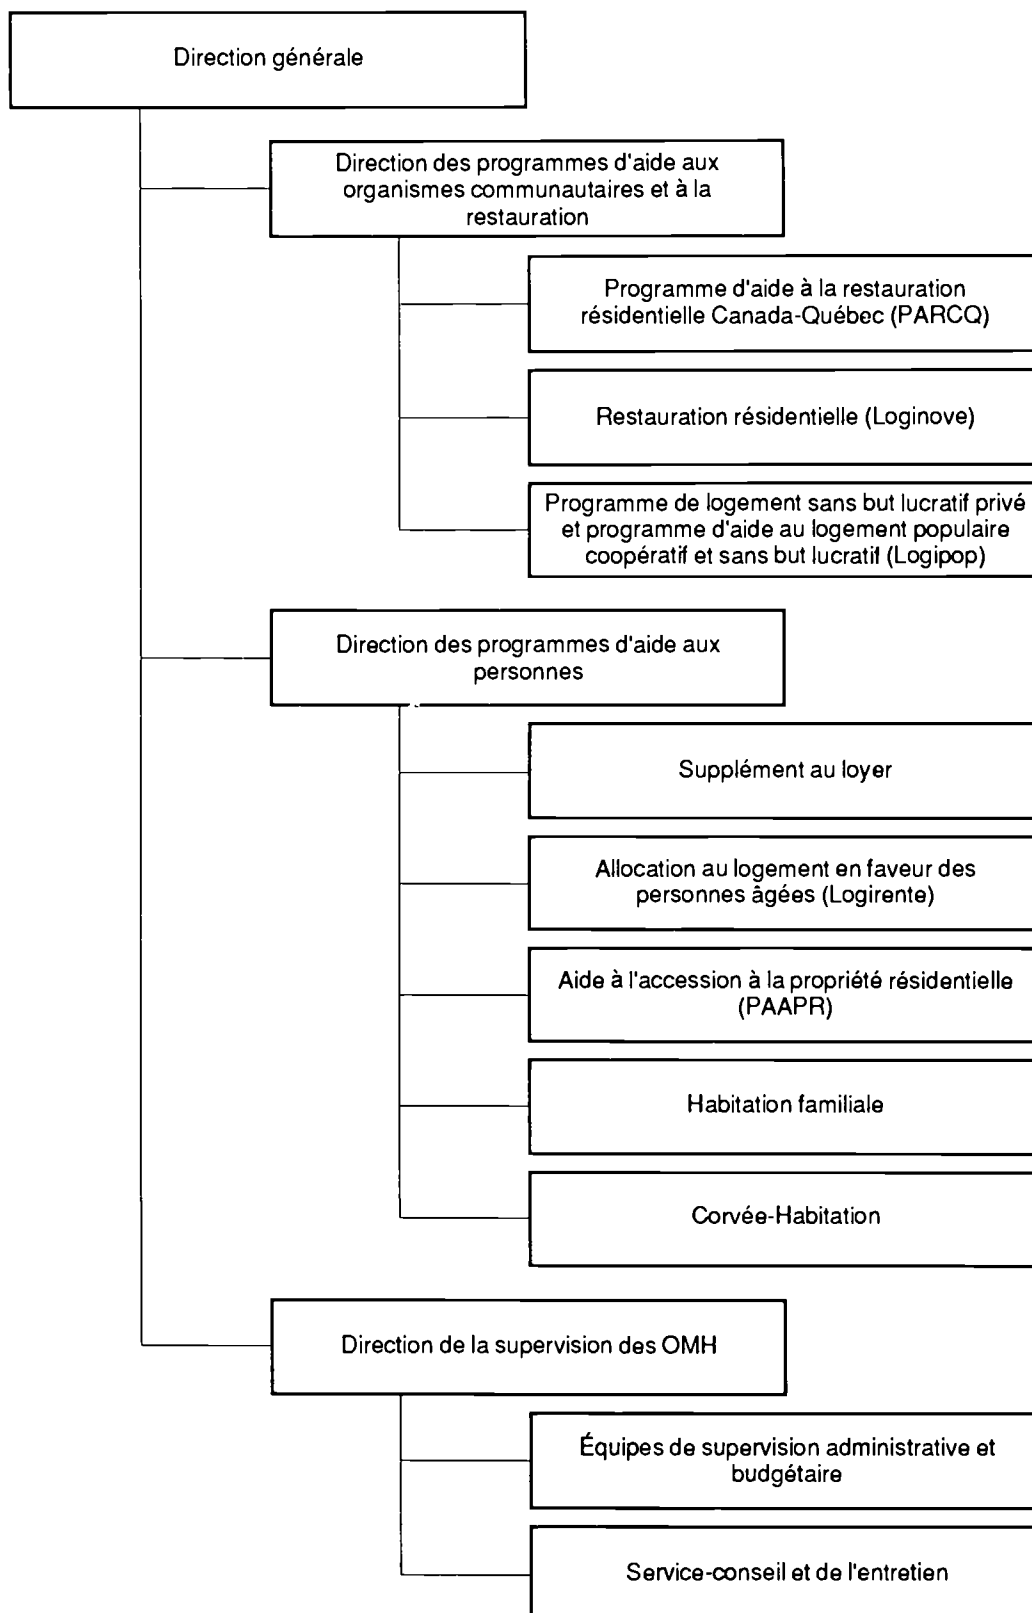 Direction générale
Direction des programmes d'aide aux
organismes communautaires et à la
restauration
Programme d'aide à la restauration
résidentielle Canada-Québec (PARCQ)
Restauration résidentielle (Loginove)
Programme de logement sans but lucratif privé
et programme d'aide au logement populaire
coopératif et sans but lucratif (Logipop)
Direction des programmes d'aide aux
personnes
Supplément au loyer
Allocation au logement en faveur des
personnes âgées (Logirente)
Aide à l'accession à la propriété résidentielle
(PAAPR)
Habitation familiale
Corvée-Habitation
Direction de la supervision des OMH
Équipes de supervision administrative et
budgétaire
Service-conseil et de l'entretien